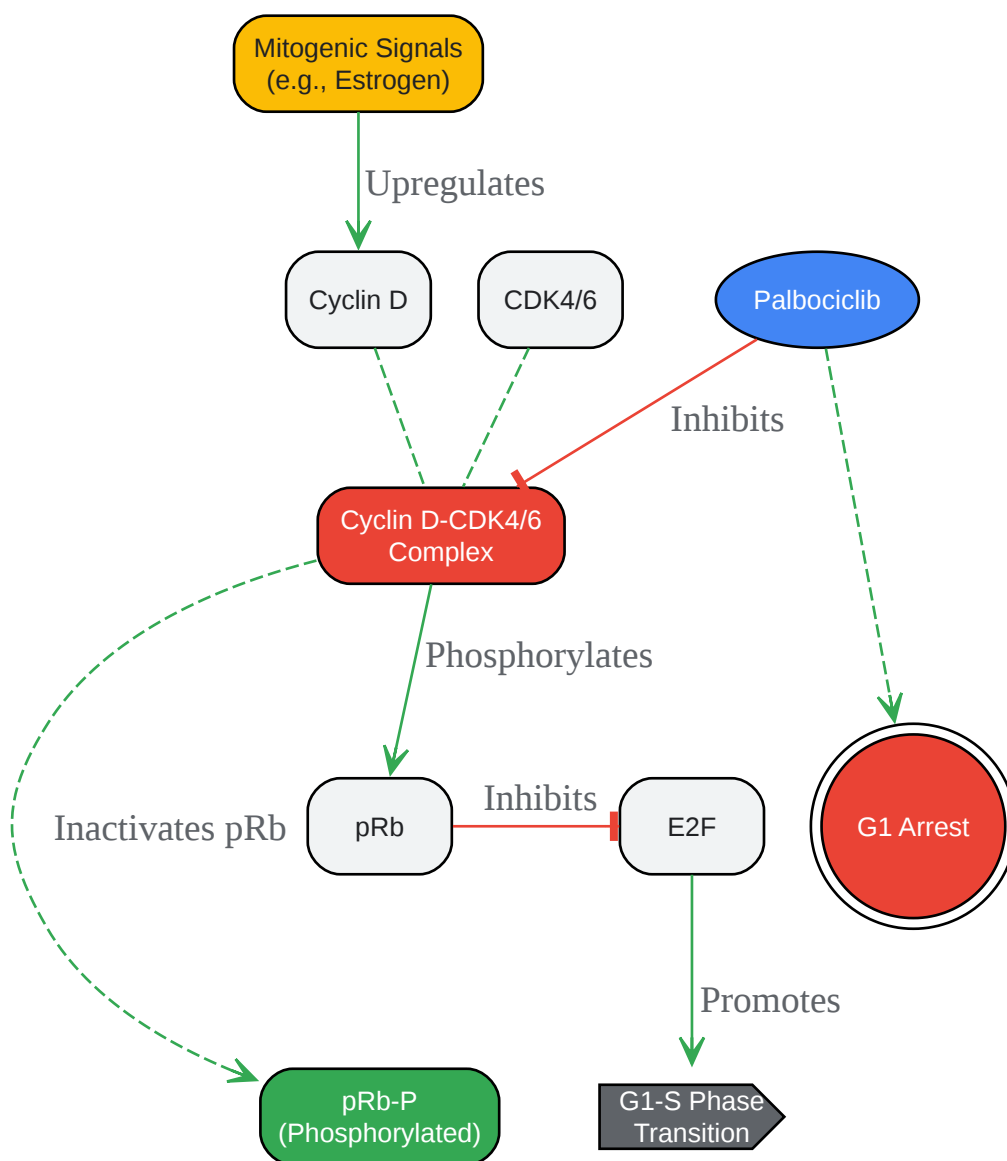 Mitogenic Signals
(e.g., Estrogen)
Upregulates
Cyclin D
CDK4/6
Palbociclib
Inhibits
Cyclin D-CDK4/6
Complex
Phosphorylates
Inactivates pRb
pRb
Inhibits
E2F
G1 Arrest
Promotes
pRb-P
(Phosphorylated)
G1-S Phase
Transition